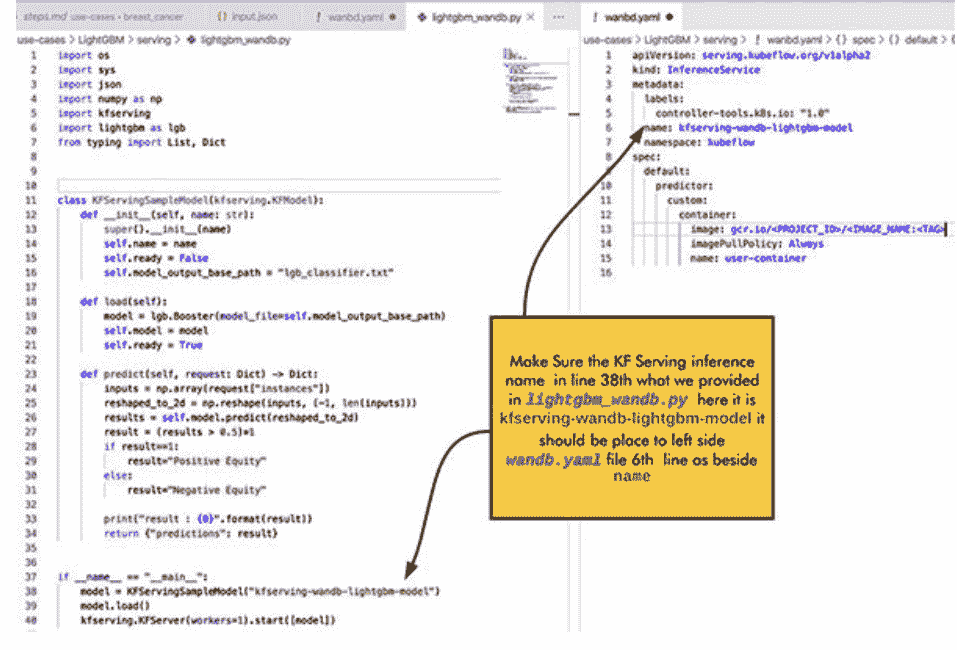 steps.md use-cases • breast_cancer {} input.json ! wanbd.yaml ● lightgbm_wandb.py × ··· ! wanbd.yaml ●
use-cases > LightGBM > serving > lightgbm_wandb.py
1 import os
2 import sys
3 import json
4 import numpy as np
5 import kfserving
6 import lightgbm as lgb
7 from typing import List, Dict
8
9
10
11 class KFServingSampleModel(kfserving.KFModel):
12 def __init__(self, name: str):
13 super().__init__(name)
14 self.name = name
15 self.ready = False
16 self.model_output_base_path = "lgb_classifier.txt"
17
18 def load(self):
19 model = lgb.Booster(model_file=self.model_output_base_path)
20 self.model = model
21 self.ready = True
22
23 def predict(self, request: Dict) -> Dict:
24 inputs = np.array(request["instances"])
25 reshaped_to_2d = np.reshape(inputs, (-1, len(inputs)))
26 results = self.model.predict(reshaped_to_2d)
27 result = (results > 0.5)*1
28 if result==1:
29 result="Positive Equity"
30 else:
31 result="Negative Equity"
32
33 print("result : {0}".format(result))
34 return {"predictions": result}
35
36
37 if __name__ == "__main__":
38 model = KFServingSampleModel("kfserving-wandb-lightgbm-model")
39 model.load()
40 kfserving.KFServer(workers=1).start([model])
use-cases > LightGBM > serving > ! wanbd.yaml > {} spec > {} default > {
1 apiVersion: serving.kubeflow.org/v1alpha2
2 kind: InferenceService
3 metadata:
4 labels:
5 controller-tools.k8s.io: "1.0"
6 name: kfserving-wandb-lightgbm-model
7 namespace: kubeflow
8 spec:
9 default:
10 predictor:
11 custom:
12 container:
13 image: gcr.io/<PROJECT_ID>/<IMAGE_NAME:<TAG>
14 imagePullPolicy: Always
15 name: user-container
16
Make Sure the KF Serving inference
name in line 38th what we provided
in lightgbm_wandb.py here it is
kfserving-wandb-lightgbm-model it
should be place to left side
wandb.yaml file 6th line as beside
name